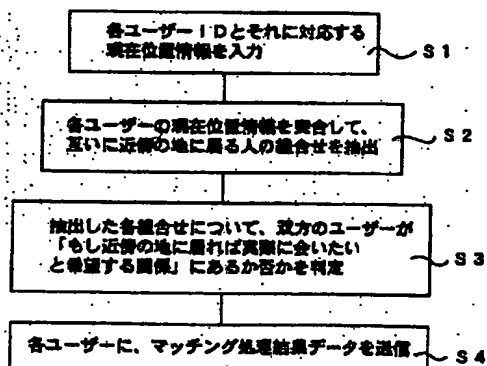 各ユーザーIDとそれに対応する
現在位置情報を入力
S1
各ユーザーの現在位置情報を突合して、
互いに近傍の地に居る人の組合せを抽出
S2
抽出した各組合せについて、双方のユーザーが
「もし近傍の地に居れば実際に会いたい
と希望する関係」にあるか否かを判定
S3
各ユーザーに、マッチング処理結果データを送信
S4